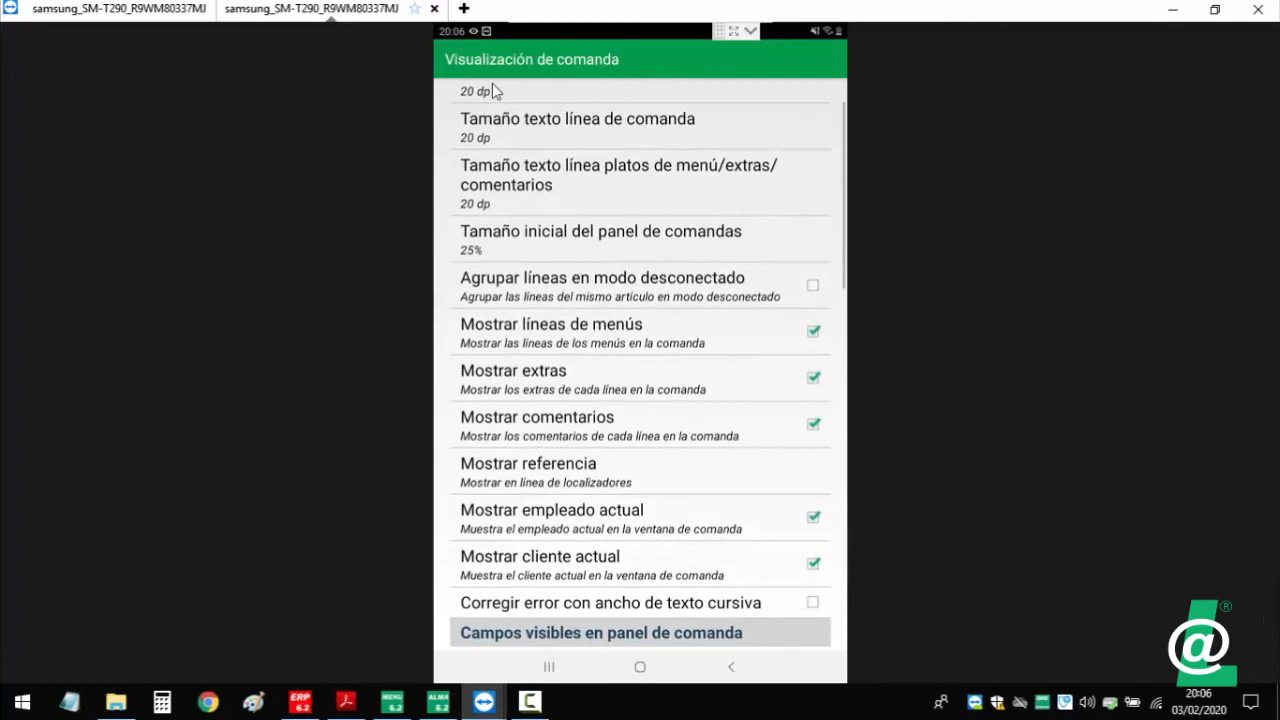 samsung_SM-T290_R9WM80337MJ
samsung_SM-T290_R9WM80337MJ
20:06
Visualización de comanda
20 dp
Tamaño texto línea de comanda
20 dp
Tamaño texto línea platos de menú/extras/
comentarios
20 dp
Tamaño inicial del panel de comandas
25%
Agrupar líneas en modo desconectado
Agrupar las líneas del mismo artículo en modo desconectado
Mostrar líneas de menús
Mostrar las líneas de los menús en la comanda
Mostrar extras
Mostrar los extras de cada línea en la comanda
Mostrar comentarios
Mostrar los comentarios de cada línea en la comanda
Mostrar referencia
Mostrar en línea de localizadores
Mostrar empleado actual
Muestra el empleado actual en la ventana de comanda
Mostrar cliente actual
Muestra el cliente actual en la ventana de comanda
Corregir error con ancho de texto cursiva
Campos visibles en panel de comanda
@ ®
ERP 6.2
MENU 6.2
ALMA 6.2
20:06
03/02/2020